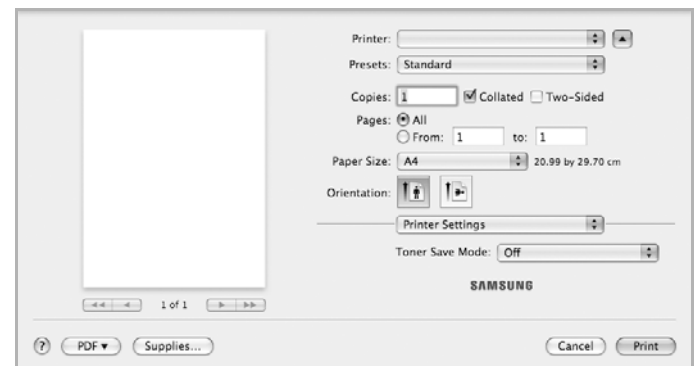 Printer:
Presets: Standard
Copies: 1 Collated Two-Sided
Pages: All
From: 1 to: 1
Paper Size: A4 20.99 by 29.70 cm
Orientation:
Printer Settings
Toner Save Mode: Off
SAMSUNG
1 of 1
? PDF Supplies... Cancel Print